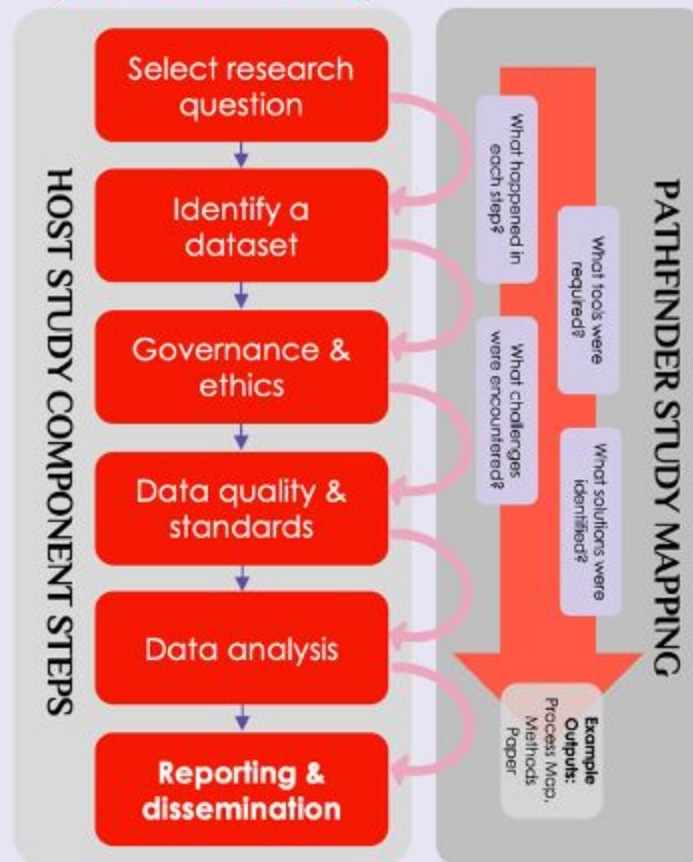 HOST STUDY COMPONENT STEPS
Select research
question
Identify a
dataset
Governance &
ethics
Data quality &
standards
Data analysis
Reporting &
dissemination
PATHFINDER STUDY MAPPING
What happened in
each step?
What tools were
required?
What challenges
were encountered?
What solutions were
identified?
Example
Outputs:
Process Map,
Methods
Paper